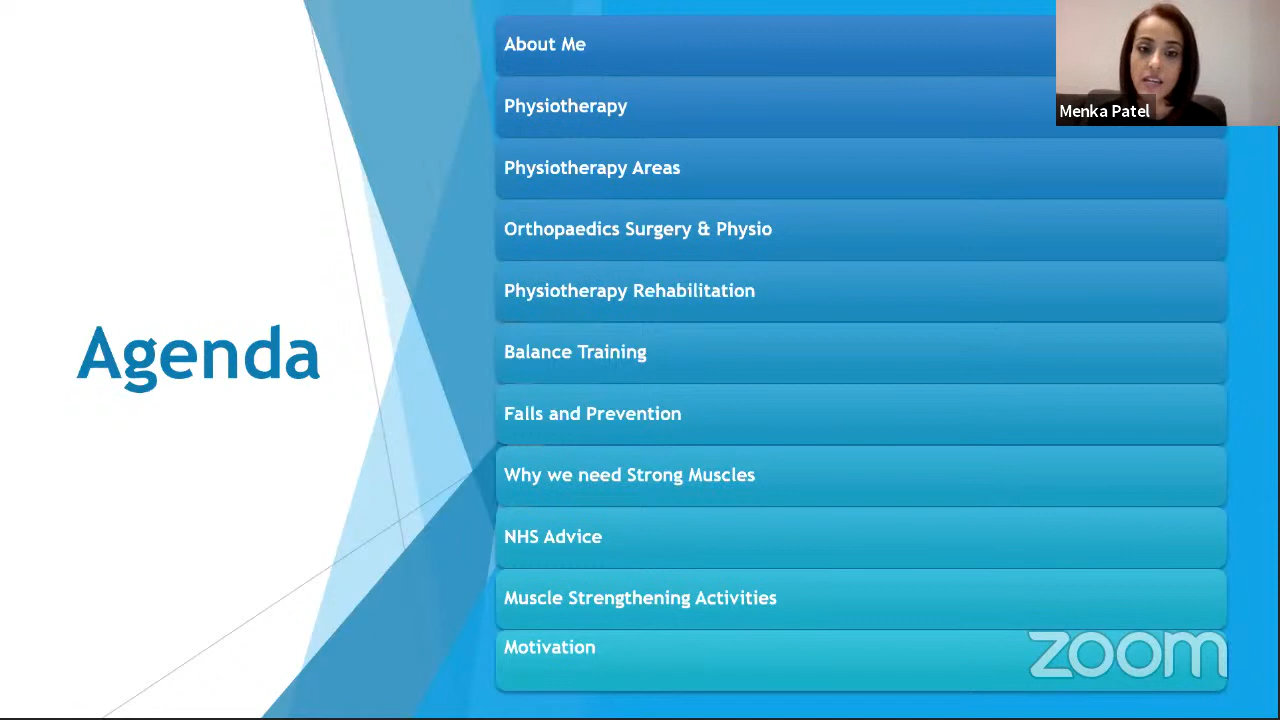 Agenda
About Me
Physiotherapy
Physiotherapy Areas
Orthopaedics Surgery & Physio
Physiotherapy Rehabilitation
Balance Training
Falls and Prevention
Why we need Strong Muscles
NHS Advice
Muscle Strengthening Activities
Motivation
Menka Patel
zoom